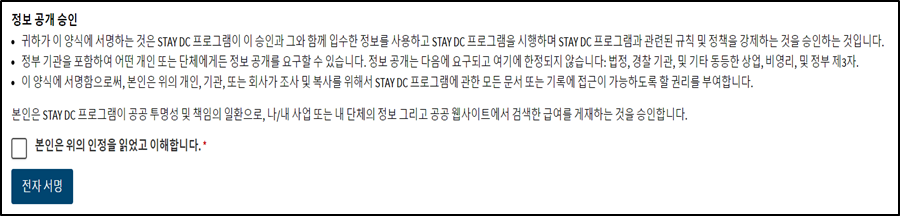 정보 공개 승인
• 귀하가 이 양식에 서명하는 것은 STAY DC 프로그램이 이 승인과 그와 함께 입수한 정보를 사용하고 STAY DC 프로그램을 시행하며 STAY DC 프로그램과 관련된 규칙 및 정책을 강제하는 것을 승인하는 것입니다.
• 정부 기관을 포함하여 어떤 개인 또는 단체에게든 정보 공개를 요구할 수 있습니다. 정보 공개는 다음에 요구되고 여기에 한정되지 않습니다: 법정, 경찰 기관, 및 기타 동등한 상업, 비영리, 및 정부 제3자.
• 이 양식에 서명함으로써, 본인은 위의 개인, 기관, 또는 회사가 조사 및 복사를 위해서 STAY DC 프로그램에 관한 모든 문서 또는 기록에 접근이 가능하도록 할 권리를 부여합니다.
본인은 STAY DC 프로그램이 공공 투명성 및 책임의 일환으로, 나/내 사업 또는 내 단체의 정보 그리고 공공 웹사이트에서 검색한 급여를 게재하는 것을 승인합니다.
본인은 위의 인정을 읽었고 이해합니다. *
전자 서명